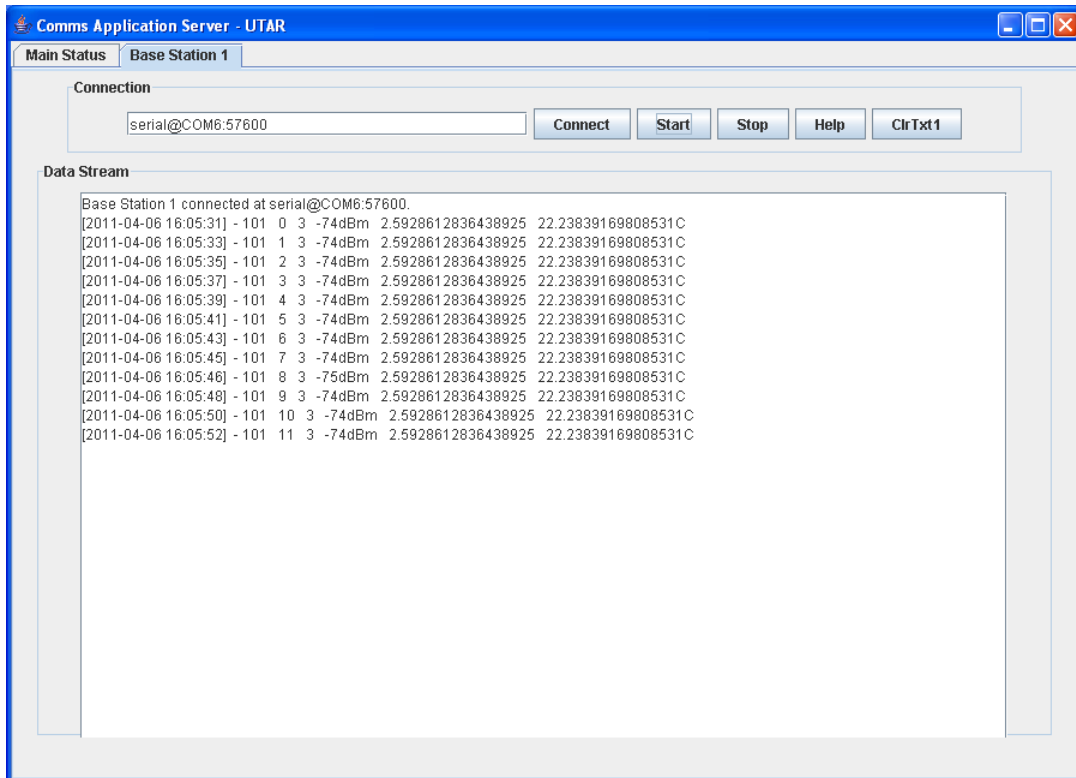 Comms Application Server - UTAR
Main Status Base Station 1
Connection
serial@COM6:57600 Connect Start Stop Help ClrTxt1
Data Stream
Base Station 1 connected at serial@COM6:57600.
[2011-04-06 16:05:31] - 101 0 3 -74dBm 2.5928612836438925 22.23839169808531C
[2011-04-06 16:05:33] - 101 1 3 -74dBm 2.5928612836438925 22.23839169808531C
[2011-04-06 16:05:35] - 101 2 3 -74dBm 2.5928612836438925 22.23839169808531C
[2011-04-06 16:05:37] - 101 3 3 -74dBm 2.5928612836438925 22.23839169808531C
[2011-04-06 16:05:39] - 101 4 3 -74dBm 2.5928612836438925 22.23839169808531C
[2011-04-06 16:05:41] - 101 5 3 -74dBm 2.5928612836438925 22.23839169808531C
[2011-04-06 16:05:43] - 101 6 3 -74dBm 2.5928612836438925 22.23839169808531C
[2011-04-06 16:05:45] - 101 7 3 -74dBm 2.5928612836438925 22.23839169808531C
[2011-04-06 16:05:46] - 101 8 3 -75dBm 2.5928612836438925 22.23839169808531C
[2011-04-06 16:05:48] - 101 9 3 -74dBm 2.5928612836438925 22.23839169808531C
[2011-04-06 16:05:50] - 101 10 3 -74dBm 2.5928612836438925 22.23839169808531C
[2011-04-06 16:05:52] - 101 11 3 -74dBm 2.5928612836438925 22.23839169808531C